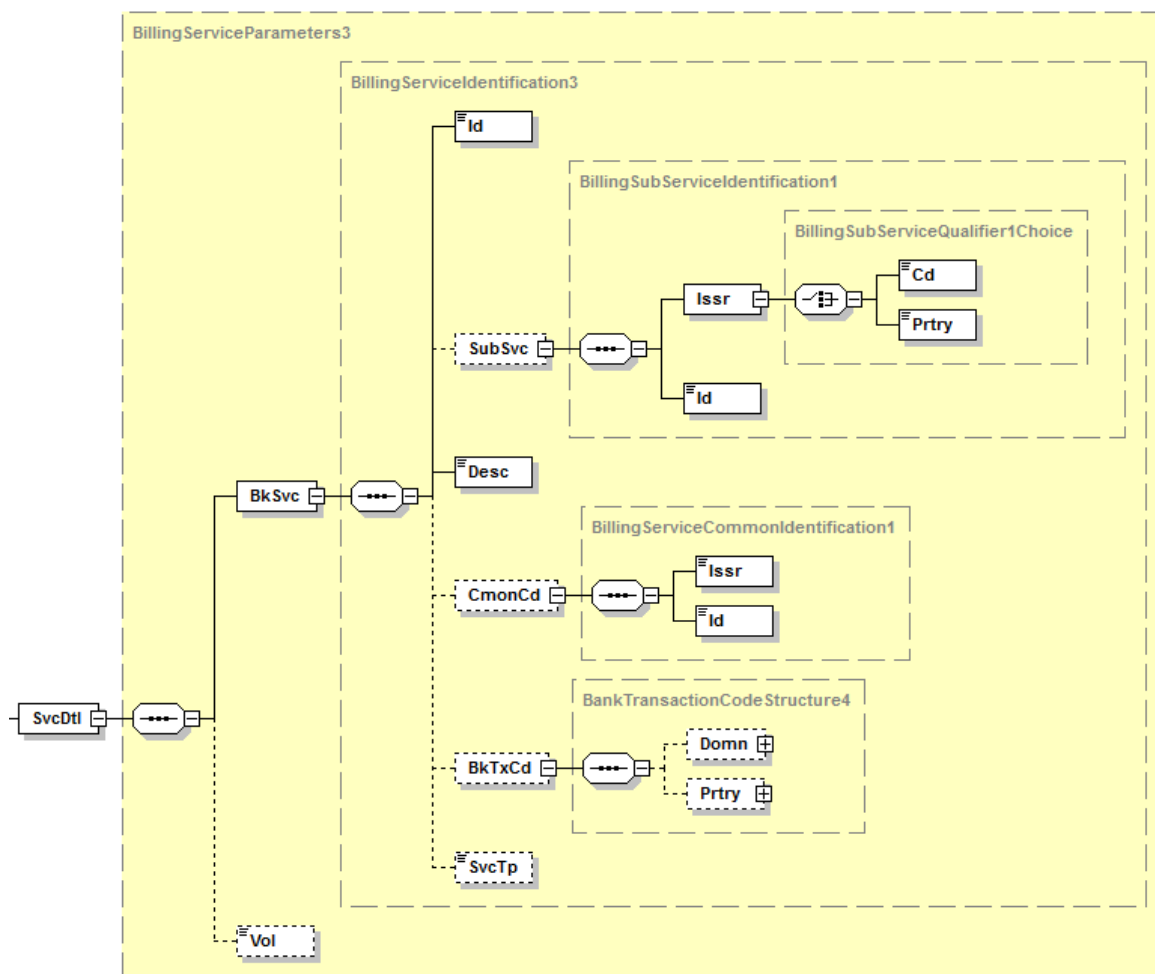 BillingServiceParameters3
BillingServiceIdentification3
Id
BillingSubServiceIdentification1
BillingSubServiceQualifier1Choice
Cd
Issr
Prtry
SubSvc
Id
Desc
BkSvc
BillingServiceCommonIdentification1
Issr
CmonCd
Id
BankTransactionCodeStructure4
SvcDtl
Domn
BkTxCd
Prtry
SvcTp
Vol